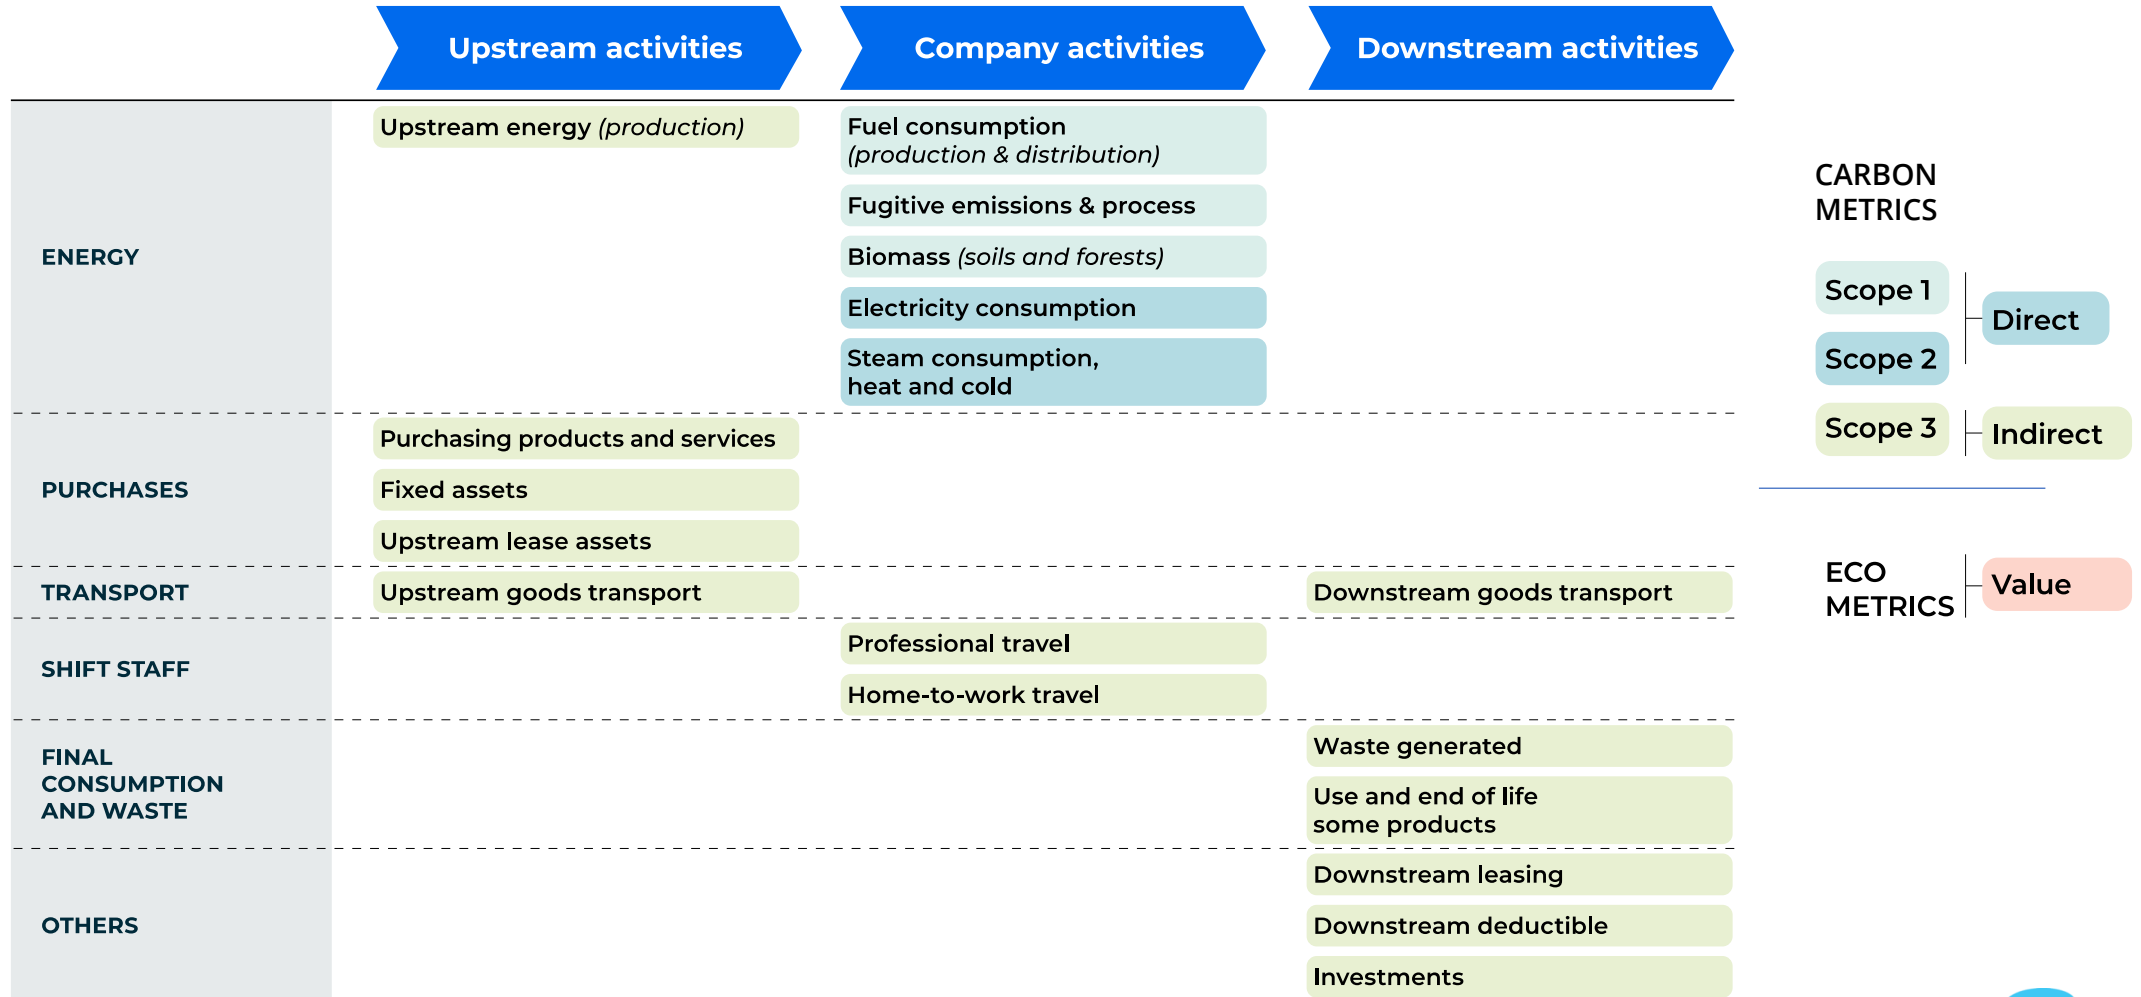 Upstream activities
Company activities
Downstream activities
ENERGY
Upstream energy (production)
Fuel consumption
(production & distribution)
Fugitive emissions & process
Biomass (soils and forests)
Electricity consumption
Steam consumption,
heat and cold
PURCHASES
Purchasing products and services
Fixed assets
Upstream lease assets
TRANSPORT
Upstream goods transport
Downstream goods transport
SHIFT STAFF
Professional travel
Home-to-work travel
FINAL
CONSUMPTION
AND WASTE
Waste generated
Use and end of life
some products
OTHERS
Downstream leasing
Downstream deductible
Investments
CARBON
METRICS
Scope 1
Scope 2
Direct
Scope 3
Indirect
ECO
METRICS
Value